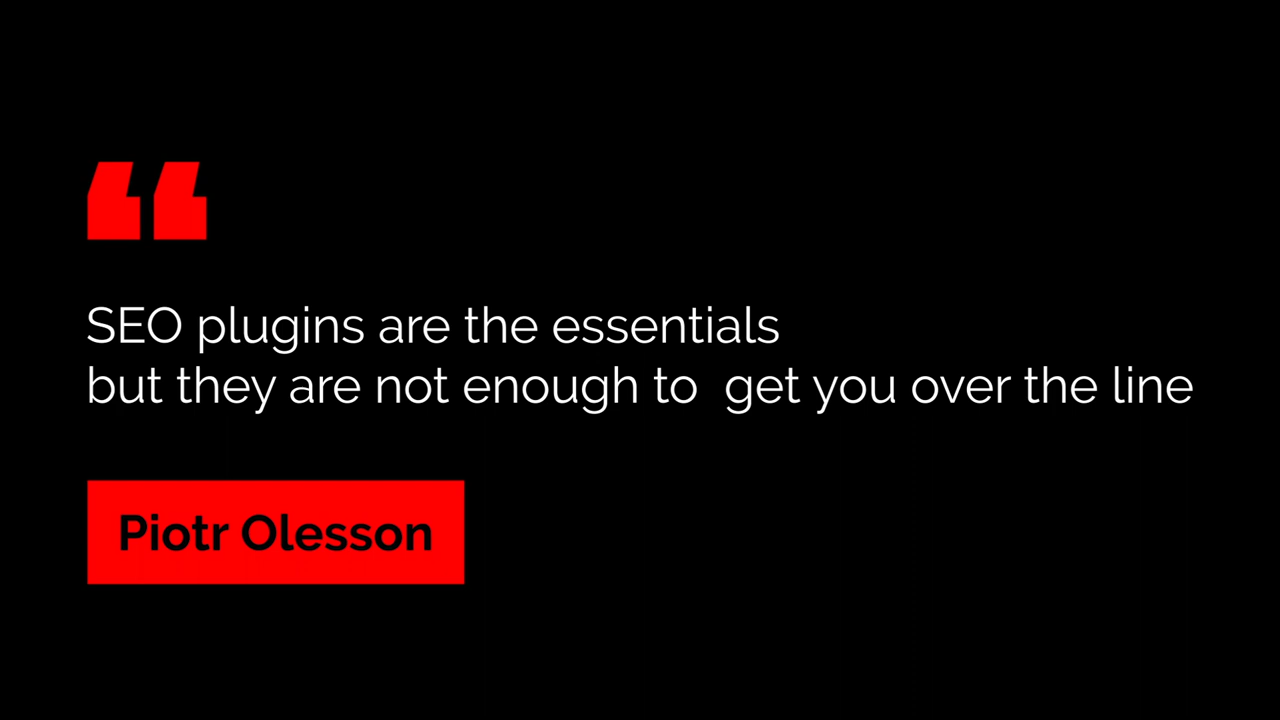 SEO plugins are the essentials
but they are not enough to  get you over the line
Piotr Olesson